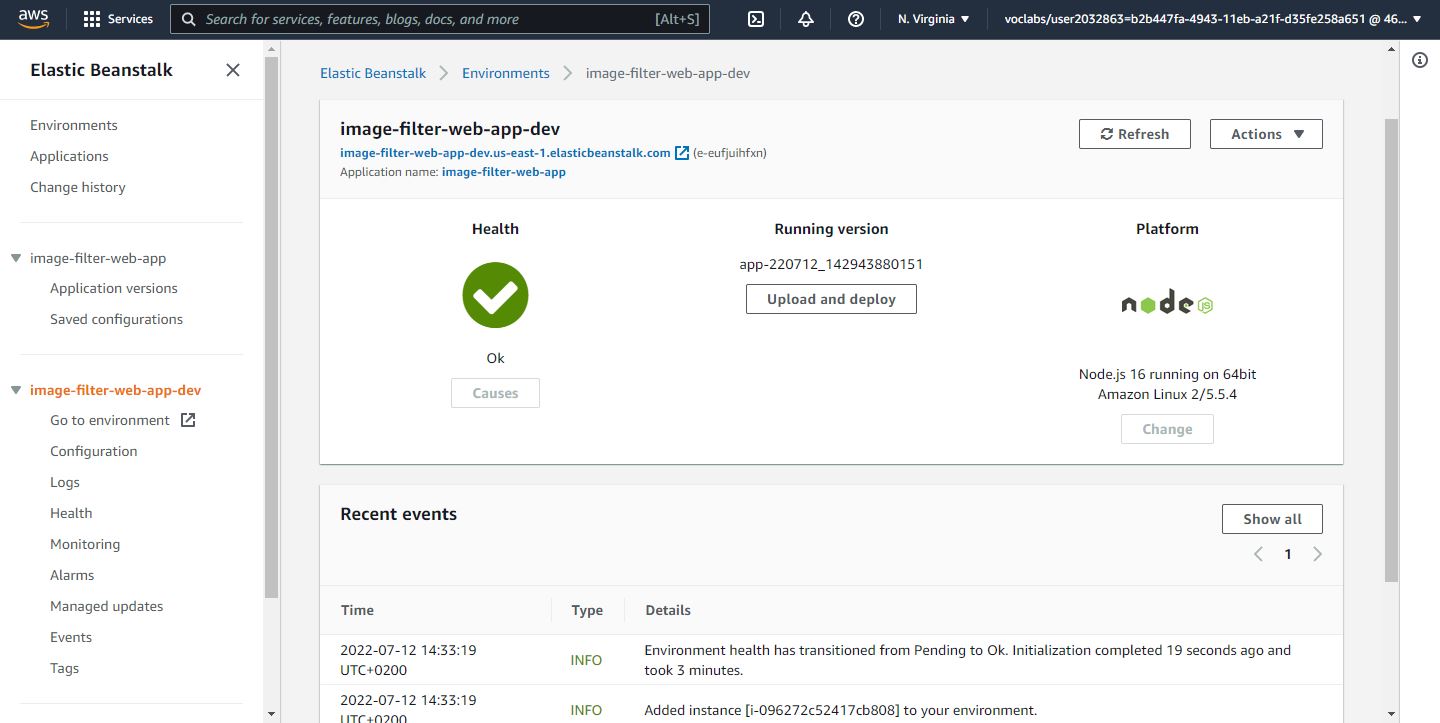 aws
Services
Search for services, features, blogs, docs, and more
[Alt+S]
N. Virginia
voclabs/user2032863=b2b447fa-4943-11eb-a21f-d35fe258a651 @ 46...
Elastic Beanstalk
Environments
Applications
Change history
image-filter-web-app
Application versions
Saved configurations
image-filter-web-app-dev
Go to environment
Configuration
Logs
Health
Monitoring
Alarms
Managed updates
Events
Tags
Elastic Beanstalk
Environments
image-filter-web-app-dev
image-filter-web-app-dev
image-filter-web-app-dev.us-east-1.elasticbeanstalk.com (e-eufjuihfxn)
Application name: image-filter-web-app
Refresh
Actions
Health
Ok
Causes
Running version
app-220712_142943880151
Upload and deploy
Platform
node JS
Node.js 16 running on 64bit
Amazon Linux 2/5.5.4
Change
Recent events
Show all
1
Time
Type
Details
2022-07-12 14:33:19
UTC+0200
INFO
Environment health has transitioned from Pending to Ok. Initialization completed 19 seconds ago and
took 3 minutes.
2022-07-12 14:33:19
UTC+0200
INFO
Added instance [i-096272c52417cb808] to your environment.